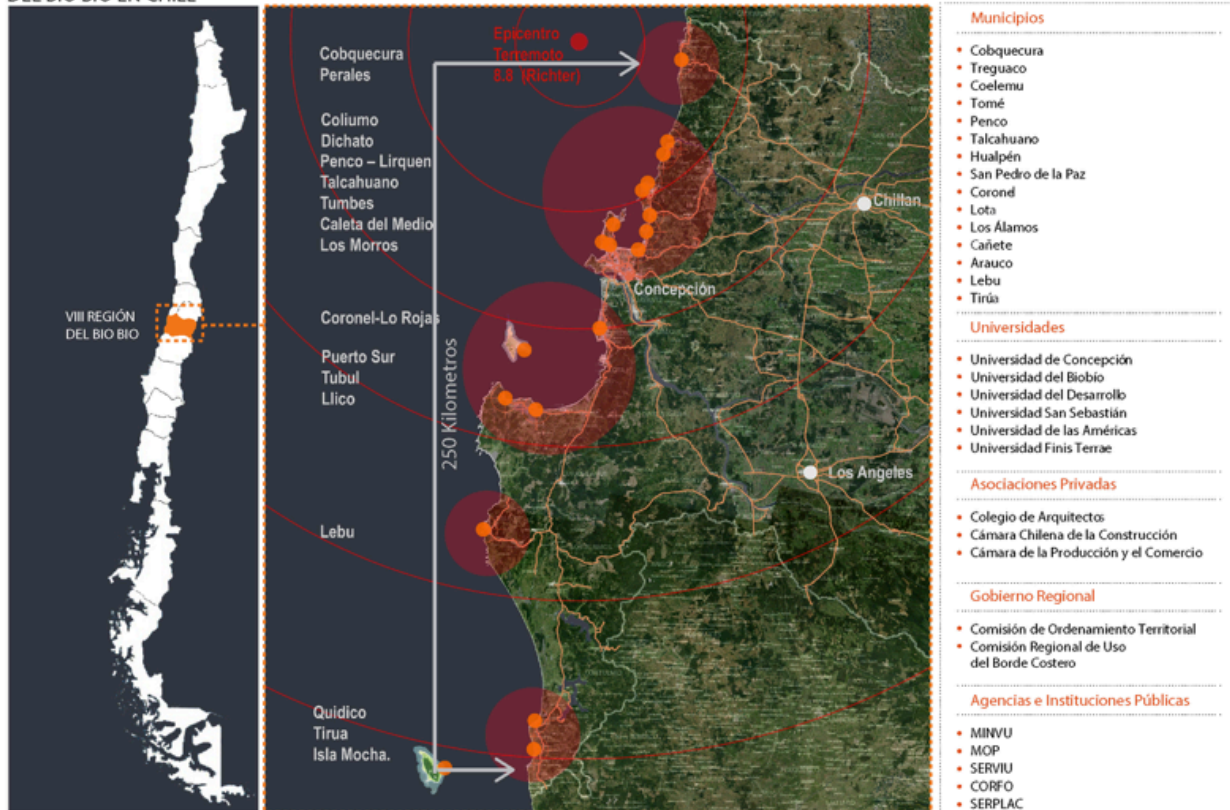 DEL BIO BIO EN CHILE
VIII REGIÓN
DEL BIO BIO
Cobquecura
Perales
Epicentro
Terremoto
8.8 (Richter)
Coliumo
Dichato
Penco – Lirquen
Talcahuano
Tumbes
Caleta del Medio
Los Morros
Chillan
Concepción
Coronel-Lo Rojas
Puerto Sur
Tubul
Llico
250 Kilometros
Los Angeles
Lebu
Quidico
Tirua
Isla Mocha.
Municipios
• Cobquecura
• Treguaco
• Coelemu
• Tomé
• Penco
• Talcahuano
• Hualpén
• San Pedro de la Paz
• Coronel
• Lota
• Los Álamos
• Cañete
• Arauco
• Lebu
• Tirúa
Universidades
• Universidad de Concepción
• Universidad del Biobío
• Universidad del Desarrollo
• Universidad San Sebastián
• Universidad de las Américas
• Universidad Finis Terrae
Asociaciones Privadas
• Colegio de Arquitectos
• Cámara Chilena de la Construcción
• Cámara de la Producción y el Comercio
Gobierno Regional
• Comisión de Ordenamiento Territorial
• Comisión Regional de Uso
del Borde Costero
Agencias e Instituciones Públicas
• MINVU
• MOP
• SERVIU
• CORFO
• SERPLAC